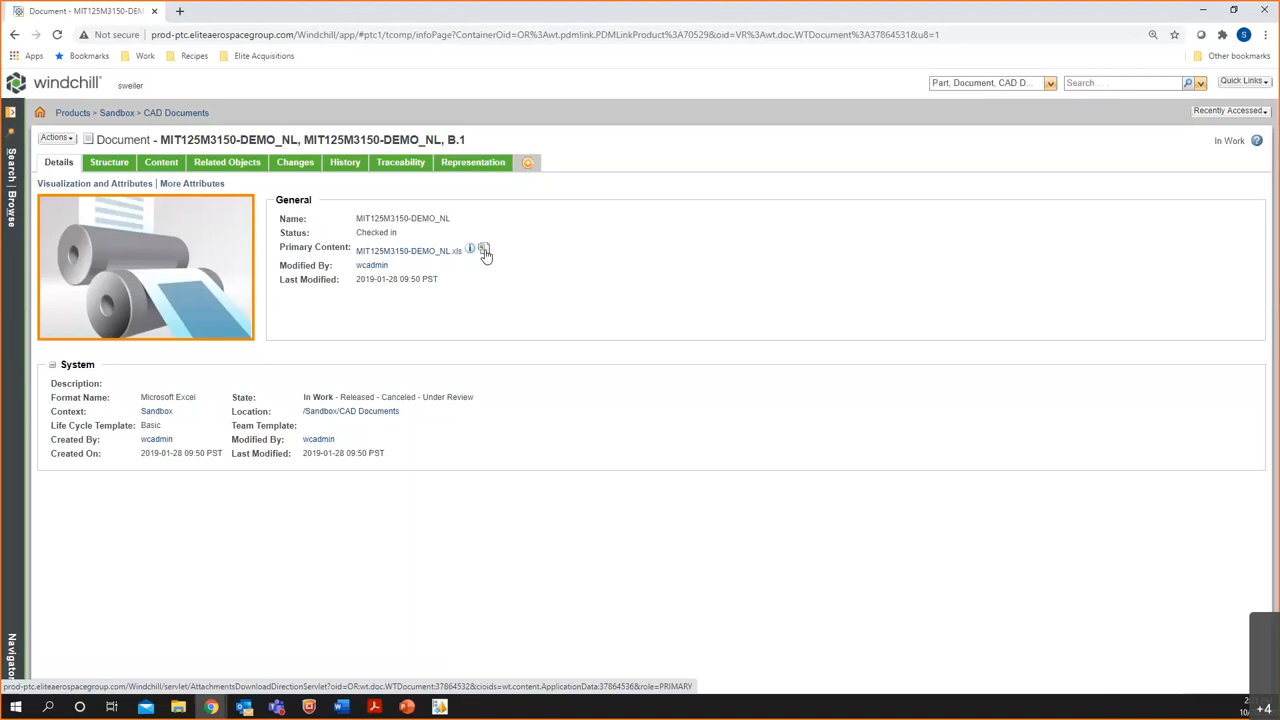 Document - MIT125M3150-DEM
Not secure prod-ptc.eliteaerospacegroup.com/Windchill/app/#ptc1/tcomp/infoPage?ContainerOid=OR%3Awt.pdmlink.PDMLinkProduct%3A70529&oid=VR%3Awt.doc.WTDocument%3A37864531&u8=1
S
Apps Bookmarks Work Recipes Elite Acquisitions Other bookmarks
windchill sweiler Part, Document, CAD D... Search ... Quick Links
Products > Sandbox > CAD Documents Recently Accessed
Actions Document - MIT125M3150-DEMO_NL, MIT125M3150-DEMO_NL, B.1 In Work
Details Structure Content Related Objects Changes History Traceability Representation
Search Browse
Visualization and Attributes | More Attributes
General
Name: MIT125M3150-DEMO_NL
Status: Checked in
Primary Content: MIT125M3150-DEMO_NL.xls
Modified By: wcadmin
Last Modified: 2019-01-28 09:50 PST
System
Description:
Format Name: Microsoft Excel State: In Work - Released - Canceled - Under Review
Context: Sandbox Location: /Sandbox/CAD Documents
Life Cycle Template: Basic Team Template:
Created By: wcadmin Modified By: wcadmin
Created On: 2019-01-28 09:50 PST Last Modified: 2019-01-28 09:50 PST
Navigator
prod-ptc.eliteaerospacegroup.com/Windchill/servlet/AttachmentsDownloadDirectionServlet?oid=OR:wt.doc.WTDocument:37864532&cioids=wt.content.ApplicationData:37864536&role=PRIMARY
+4